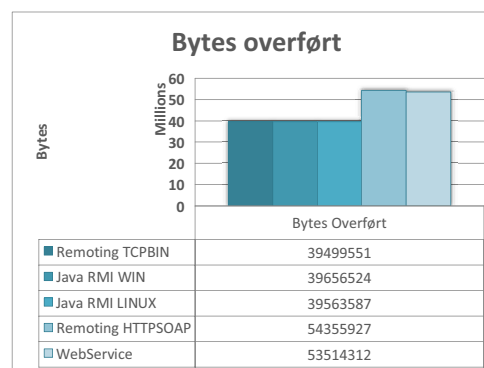 Bytes overført
Bytes
Millions
60
50
40
30
20
10
0
Bytes Overført
Remoting TCPBIN 39499551
Java RMI WIN 39656524
Java RMI LINUX 39563587
Remoting HTTPSOAP 54355927
WebService 53514312